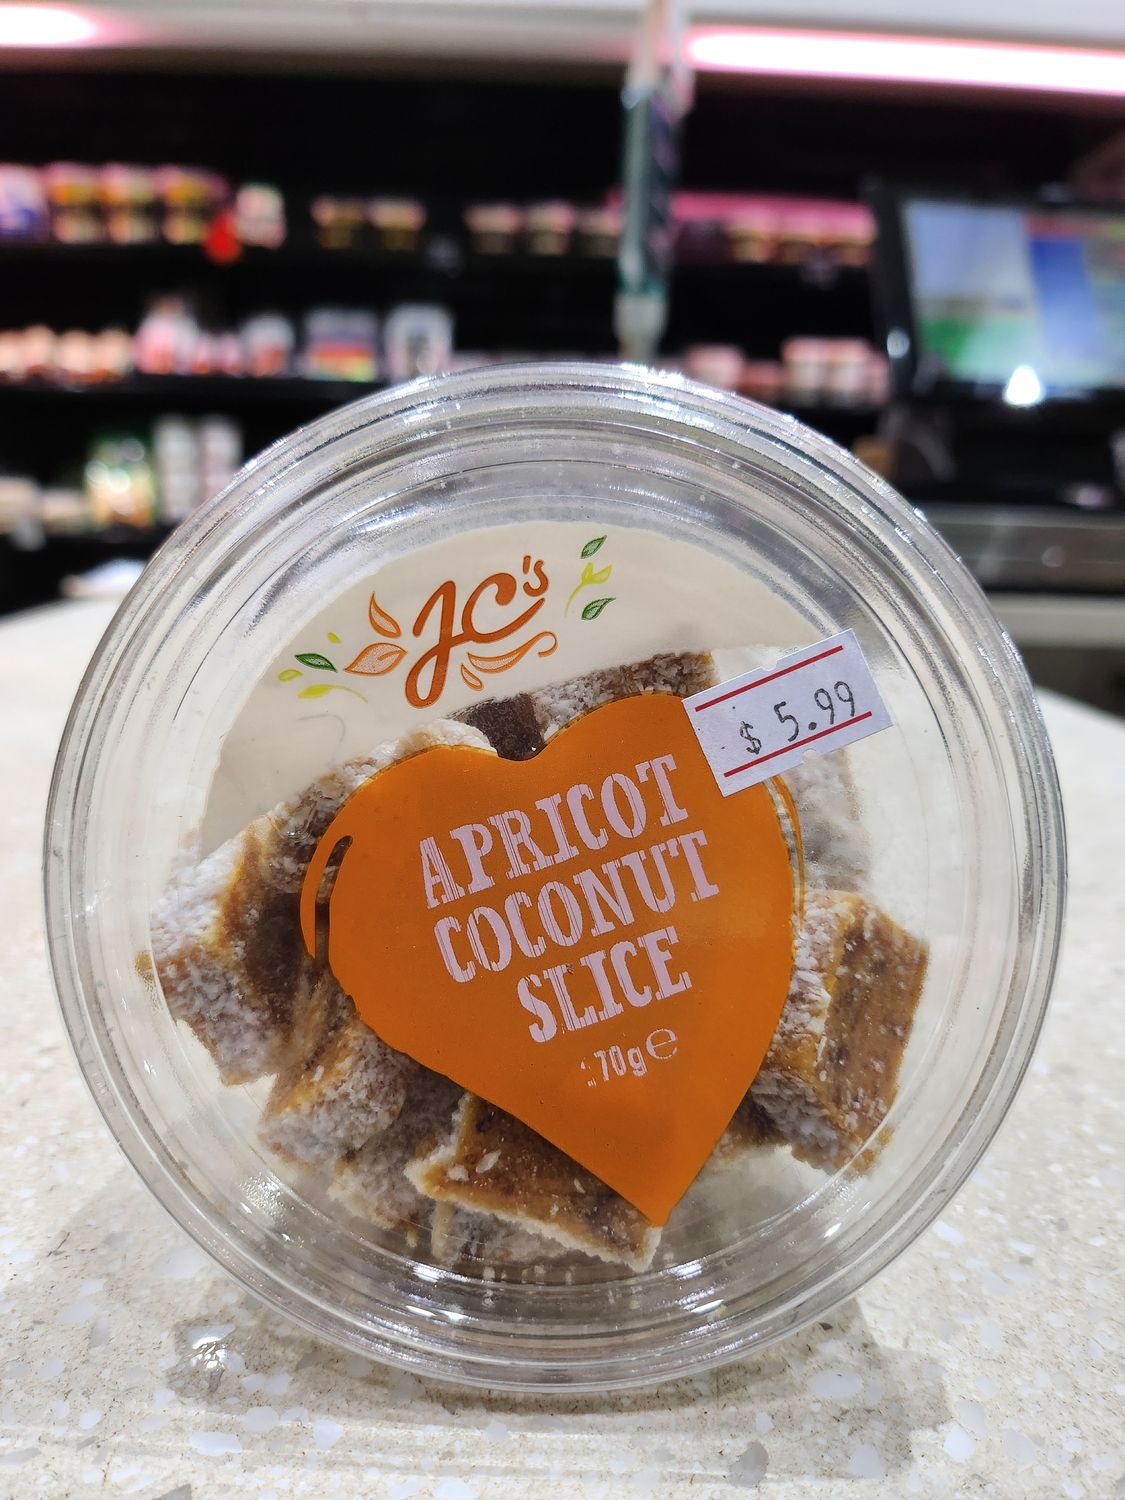 JC's
$ 5.99
APRICOT
COCONUT
SLICE